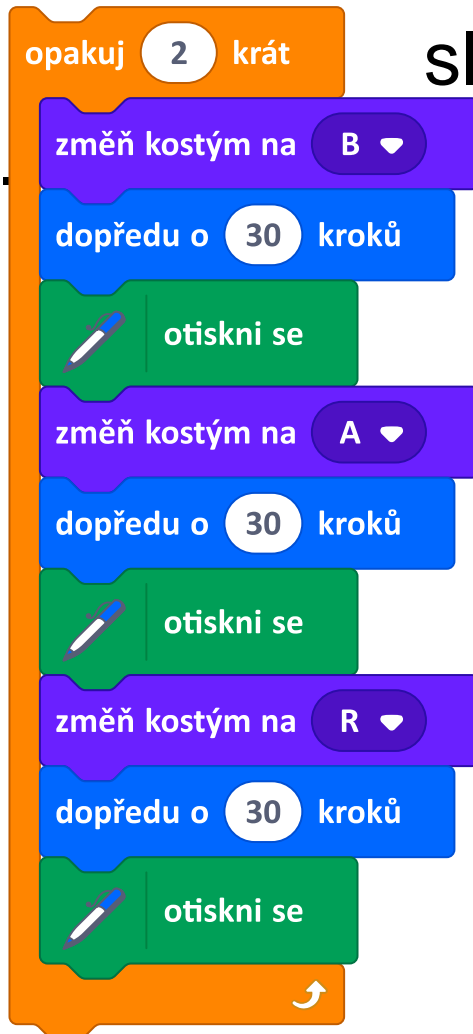 opakuj 2 krát
sk
změň kostým na B
dopředu o 30 kroků
otiskni se
změň kostým na A
dopředu o 30 kroků
otiskni se
změň kostým na R
dopředu o 30 kroků
otiskni se